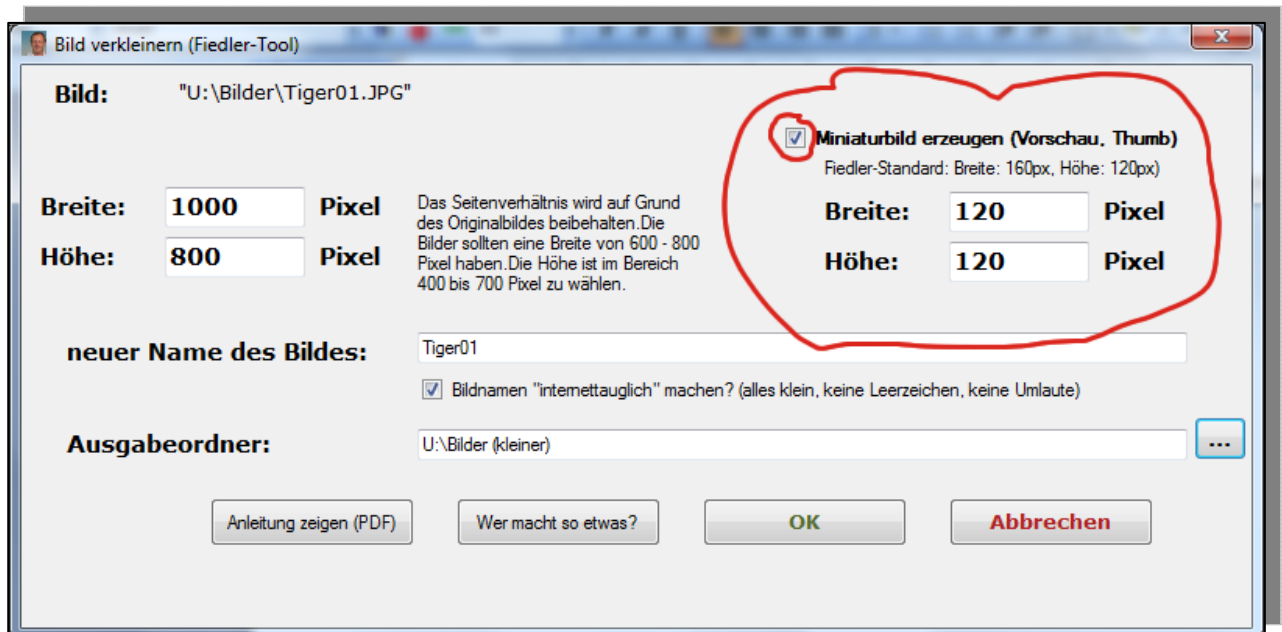 Bild verkleinern (Fiedler-Tool)
Bild: "U:\Bilder\Tiger01.JPG"
Miniaturbild erzeugen (Vorschau, Thumb)
Fiedler-Standard: Breite: 160px, Höhe: 120px)
Breite: 1000 Pixel
Höhe: 800 Pixel
Das Seitenverhältnis wird auf Grund
des Originalbildes beibehalten.Die
Bilder sollten eine Breite von 600 - 800
Pixel haben.Die Höhe ist im Bereich
400 bis 700 Pixel zu wählen.
Breite: 120 Pixel
Höhe: 120 Pixel
neuer Name des Bildes: Tiger01
Bildnamen "internettauglich" machen? (alles klein, keine Leerzeichen, keine Umlaute)
Ausgabeordner: U:\Bilder (kleiner) ...
Anleitung zeigen (PDF) Wer macht so etwas? OK Abbrechen